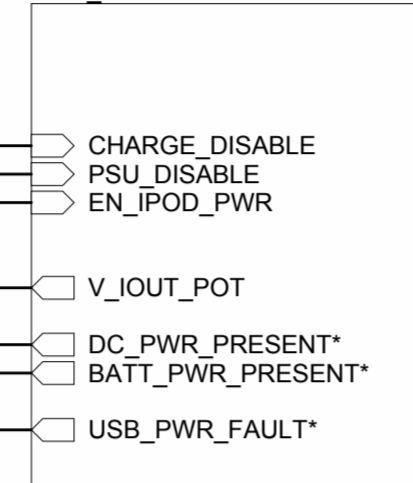 CHARGE_DISABLE
PSU_DISABLE
EN_IPOD_PWR
V_IOUT_POT
DC_PWR_PRESENT*
BATT_PWR_PRESENT*
USB_PWR_FAULT*